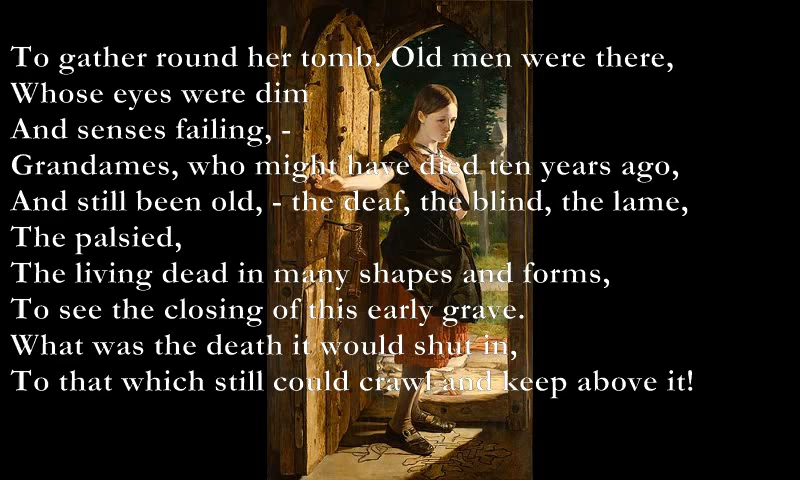 To gather round her tomb. Old men were there,
Whose eyes were dim
And senses failing, -
Grandames, who might have died ten years ago,
And still been old, - the deaf, the blind, the lame,
The palsied,
The living dead in many shapes and forms,
To see the closing of this early grave.
What was the death it would shut in,
To that which still could crawl and keep above it!